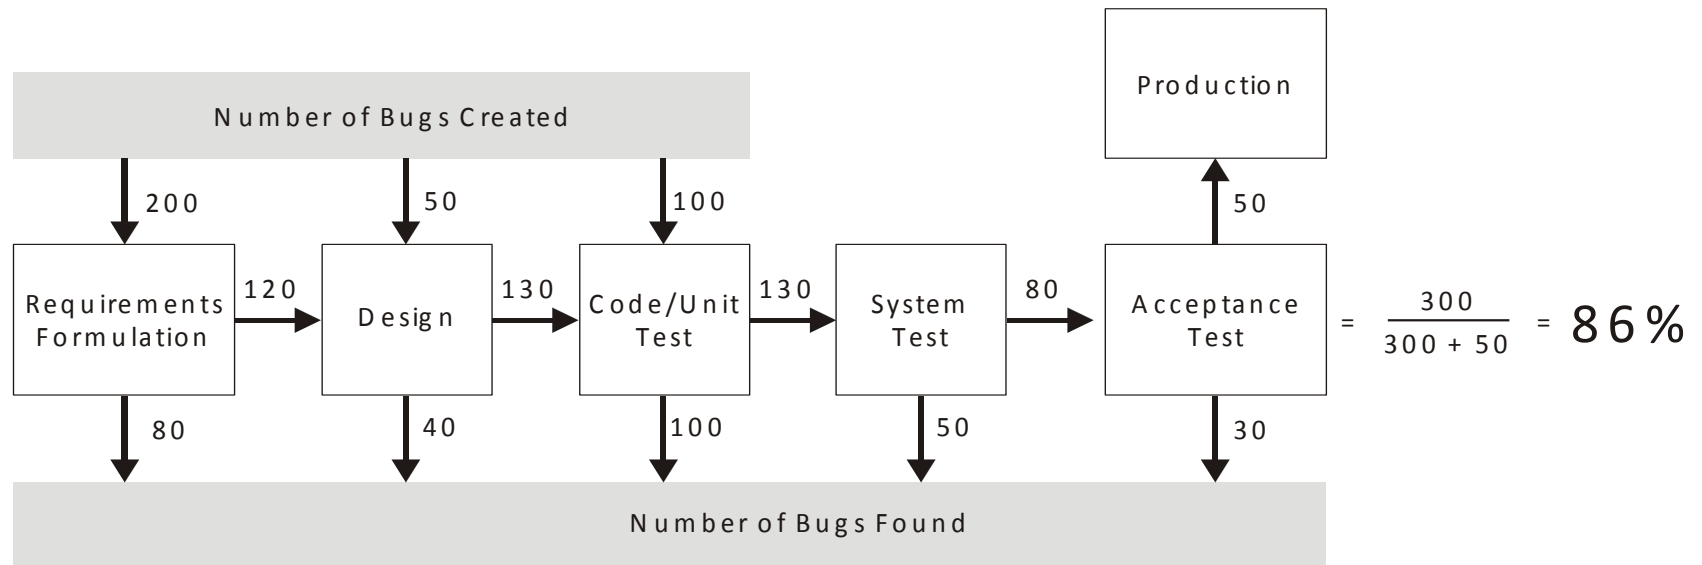 Production
Number of Bugs Created
200
50
100
50
Requirements
Formulation
120
Design
130
Code/Unit
Test
130
System
Test
80
Acceptance
Test
= 300 / 300 + 50 = 86%
80
40
100
50
30
Number of Bugs Found